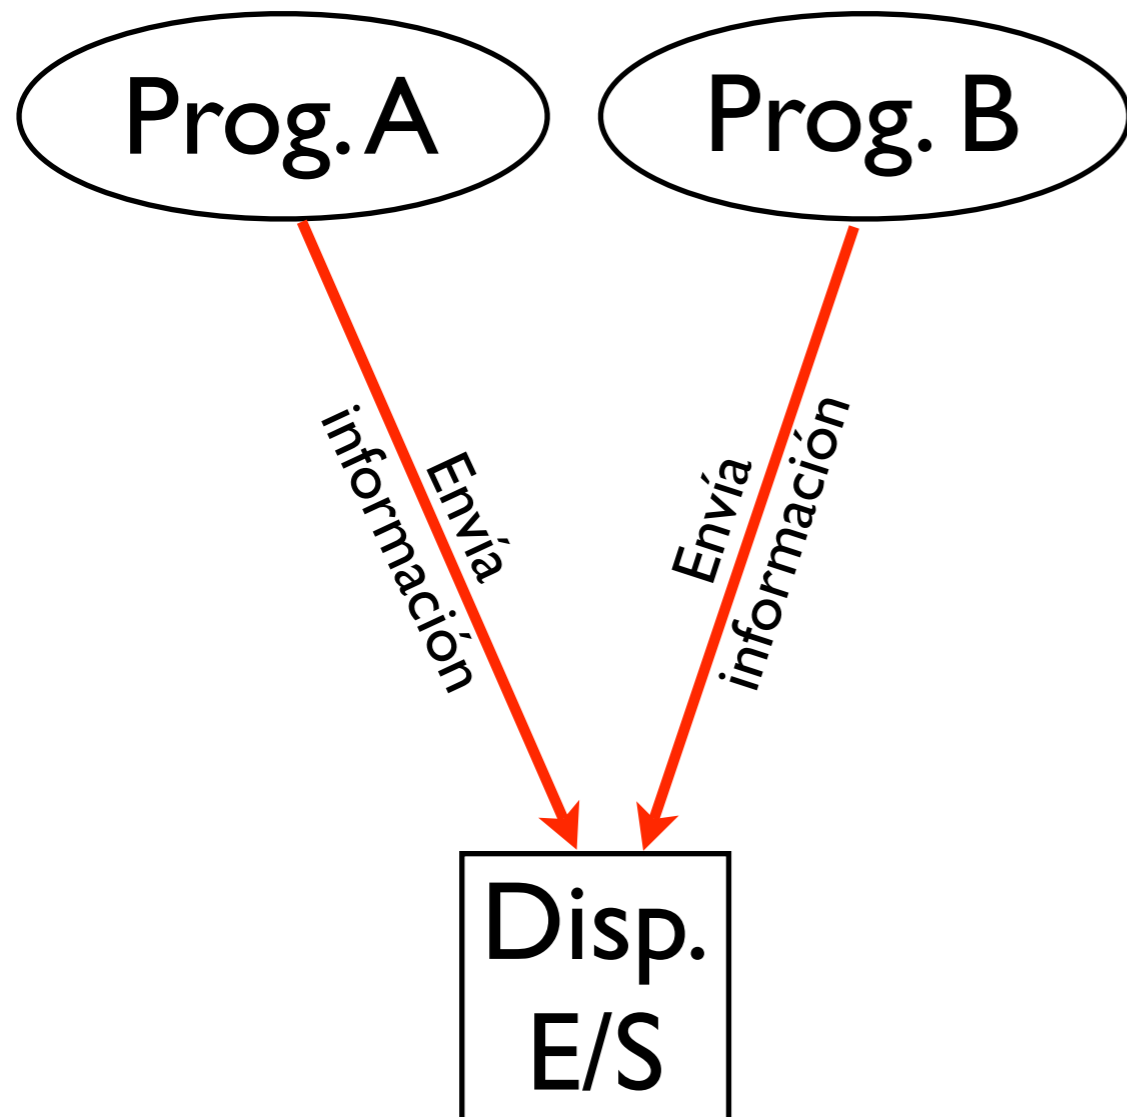 Prog. A
Prog. B
Envía
información
Envía
información
Disp.
E/S